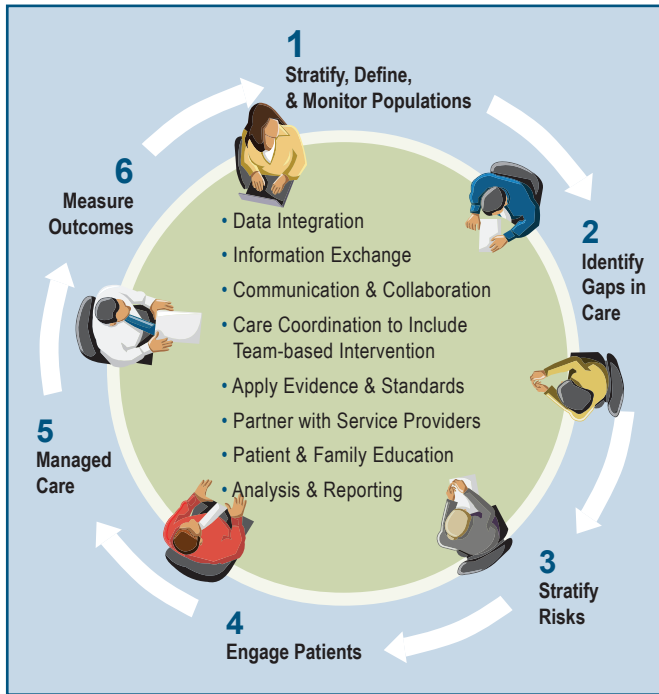 1
Stratify, Define,
& Monitor Populations
2
Identify
Gaps in
Care
3
Stratify
Risks
4
Engage Patients
5
Managed
Care
6
Measure
Outcomes
• Data Integration
• Information Exchange
• Communication & Collaboration
• Care Coordination to Include
Team-based Intervention
• Apply Evidence & Standards
• Partner with Service Providers
• Patient & Family Education
• Analysis & Reporting